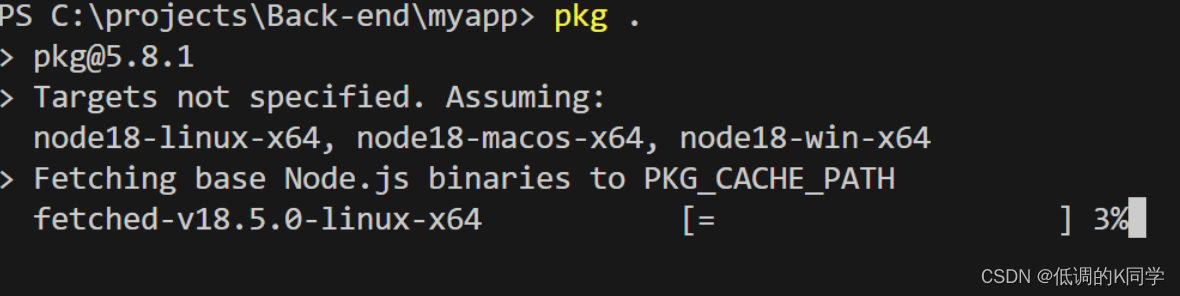 PS C:\projects\Back-end\myapp> pkg .
> pkg@5.8.1
> Targets not specified. Assuming:
  node18-linux-x64, node18-macos-x64, node18-win-x64
> Fetching base Node.js binaries to PKG_CACHE_PATH
  fetched-v18.5.0-linux-x64          [=                    ] 3%
CSDN @低调的K同学